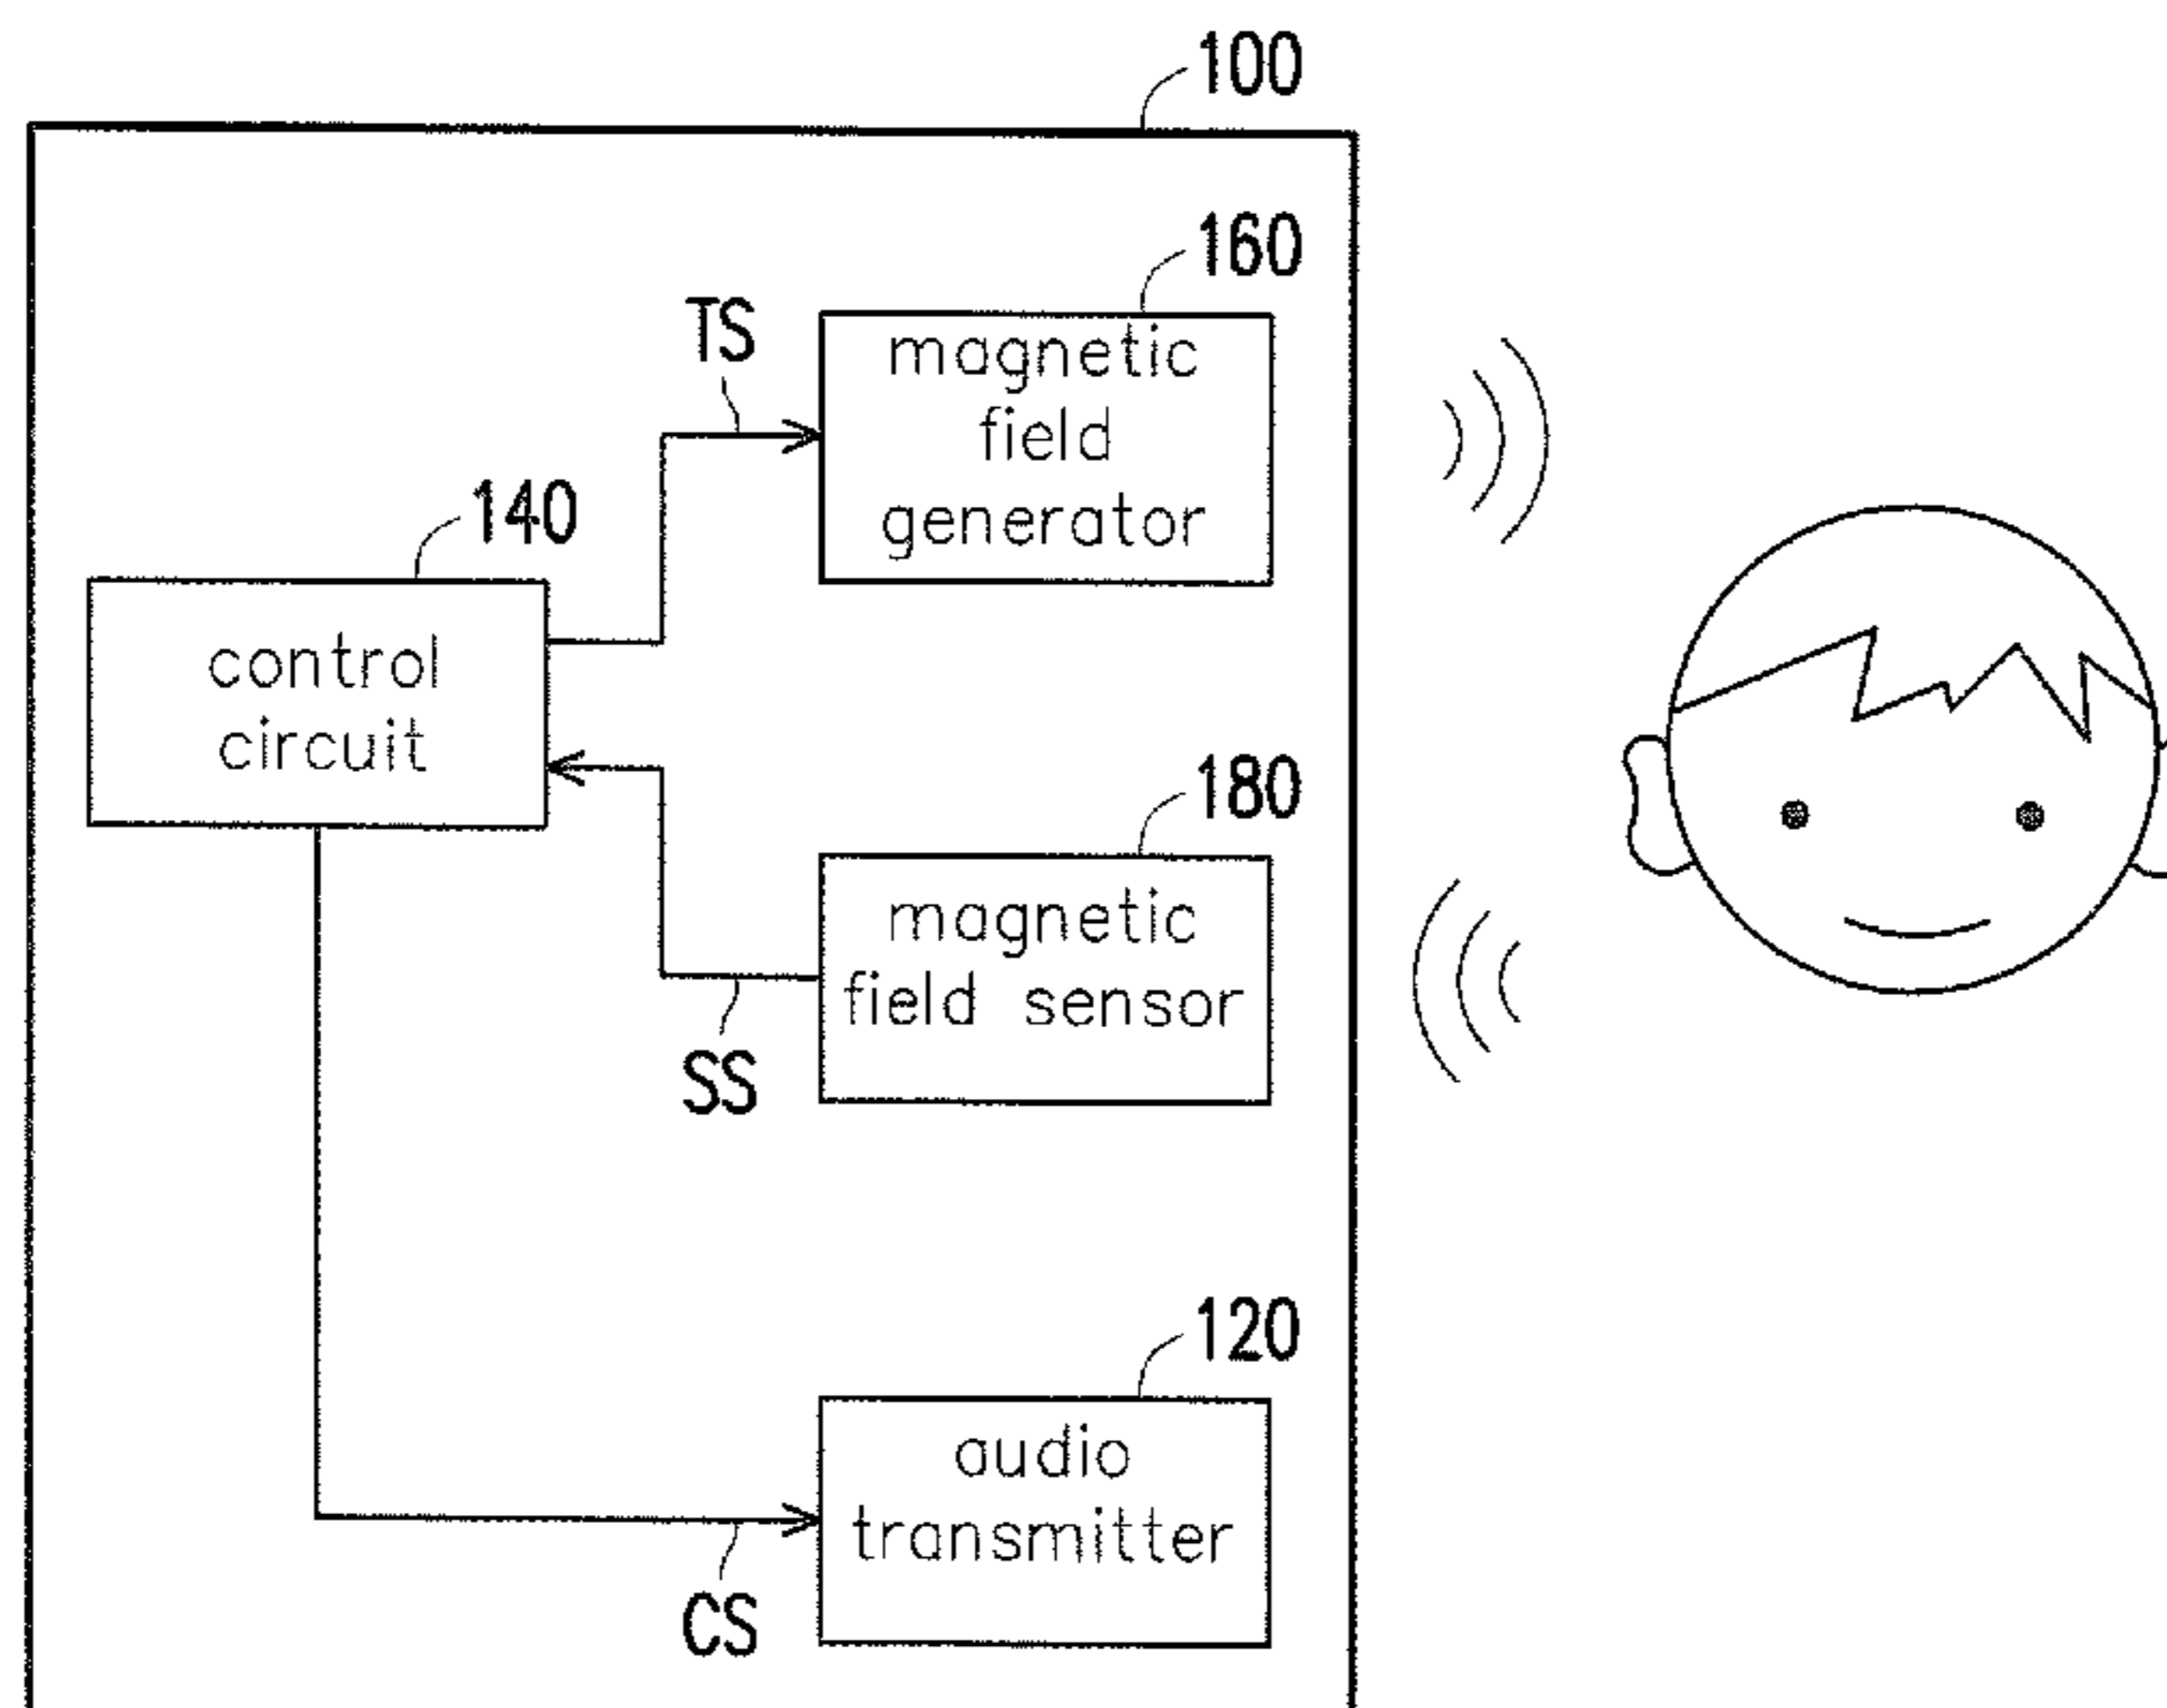 100
160
TS
magnetic
field
generator
140
control
circuit
180
magnetic
field sensor
SS
120
audio
transmitter
CS